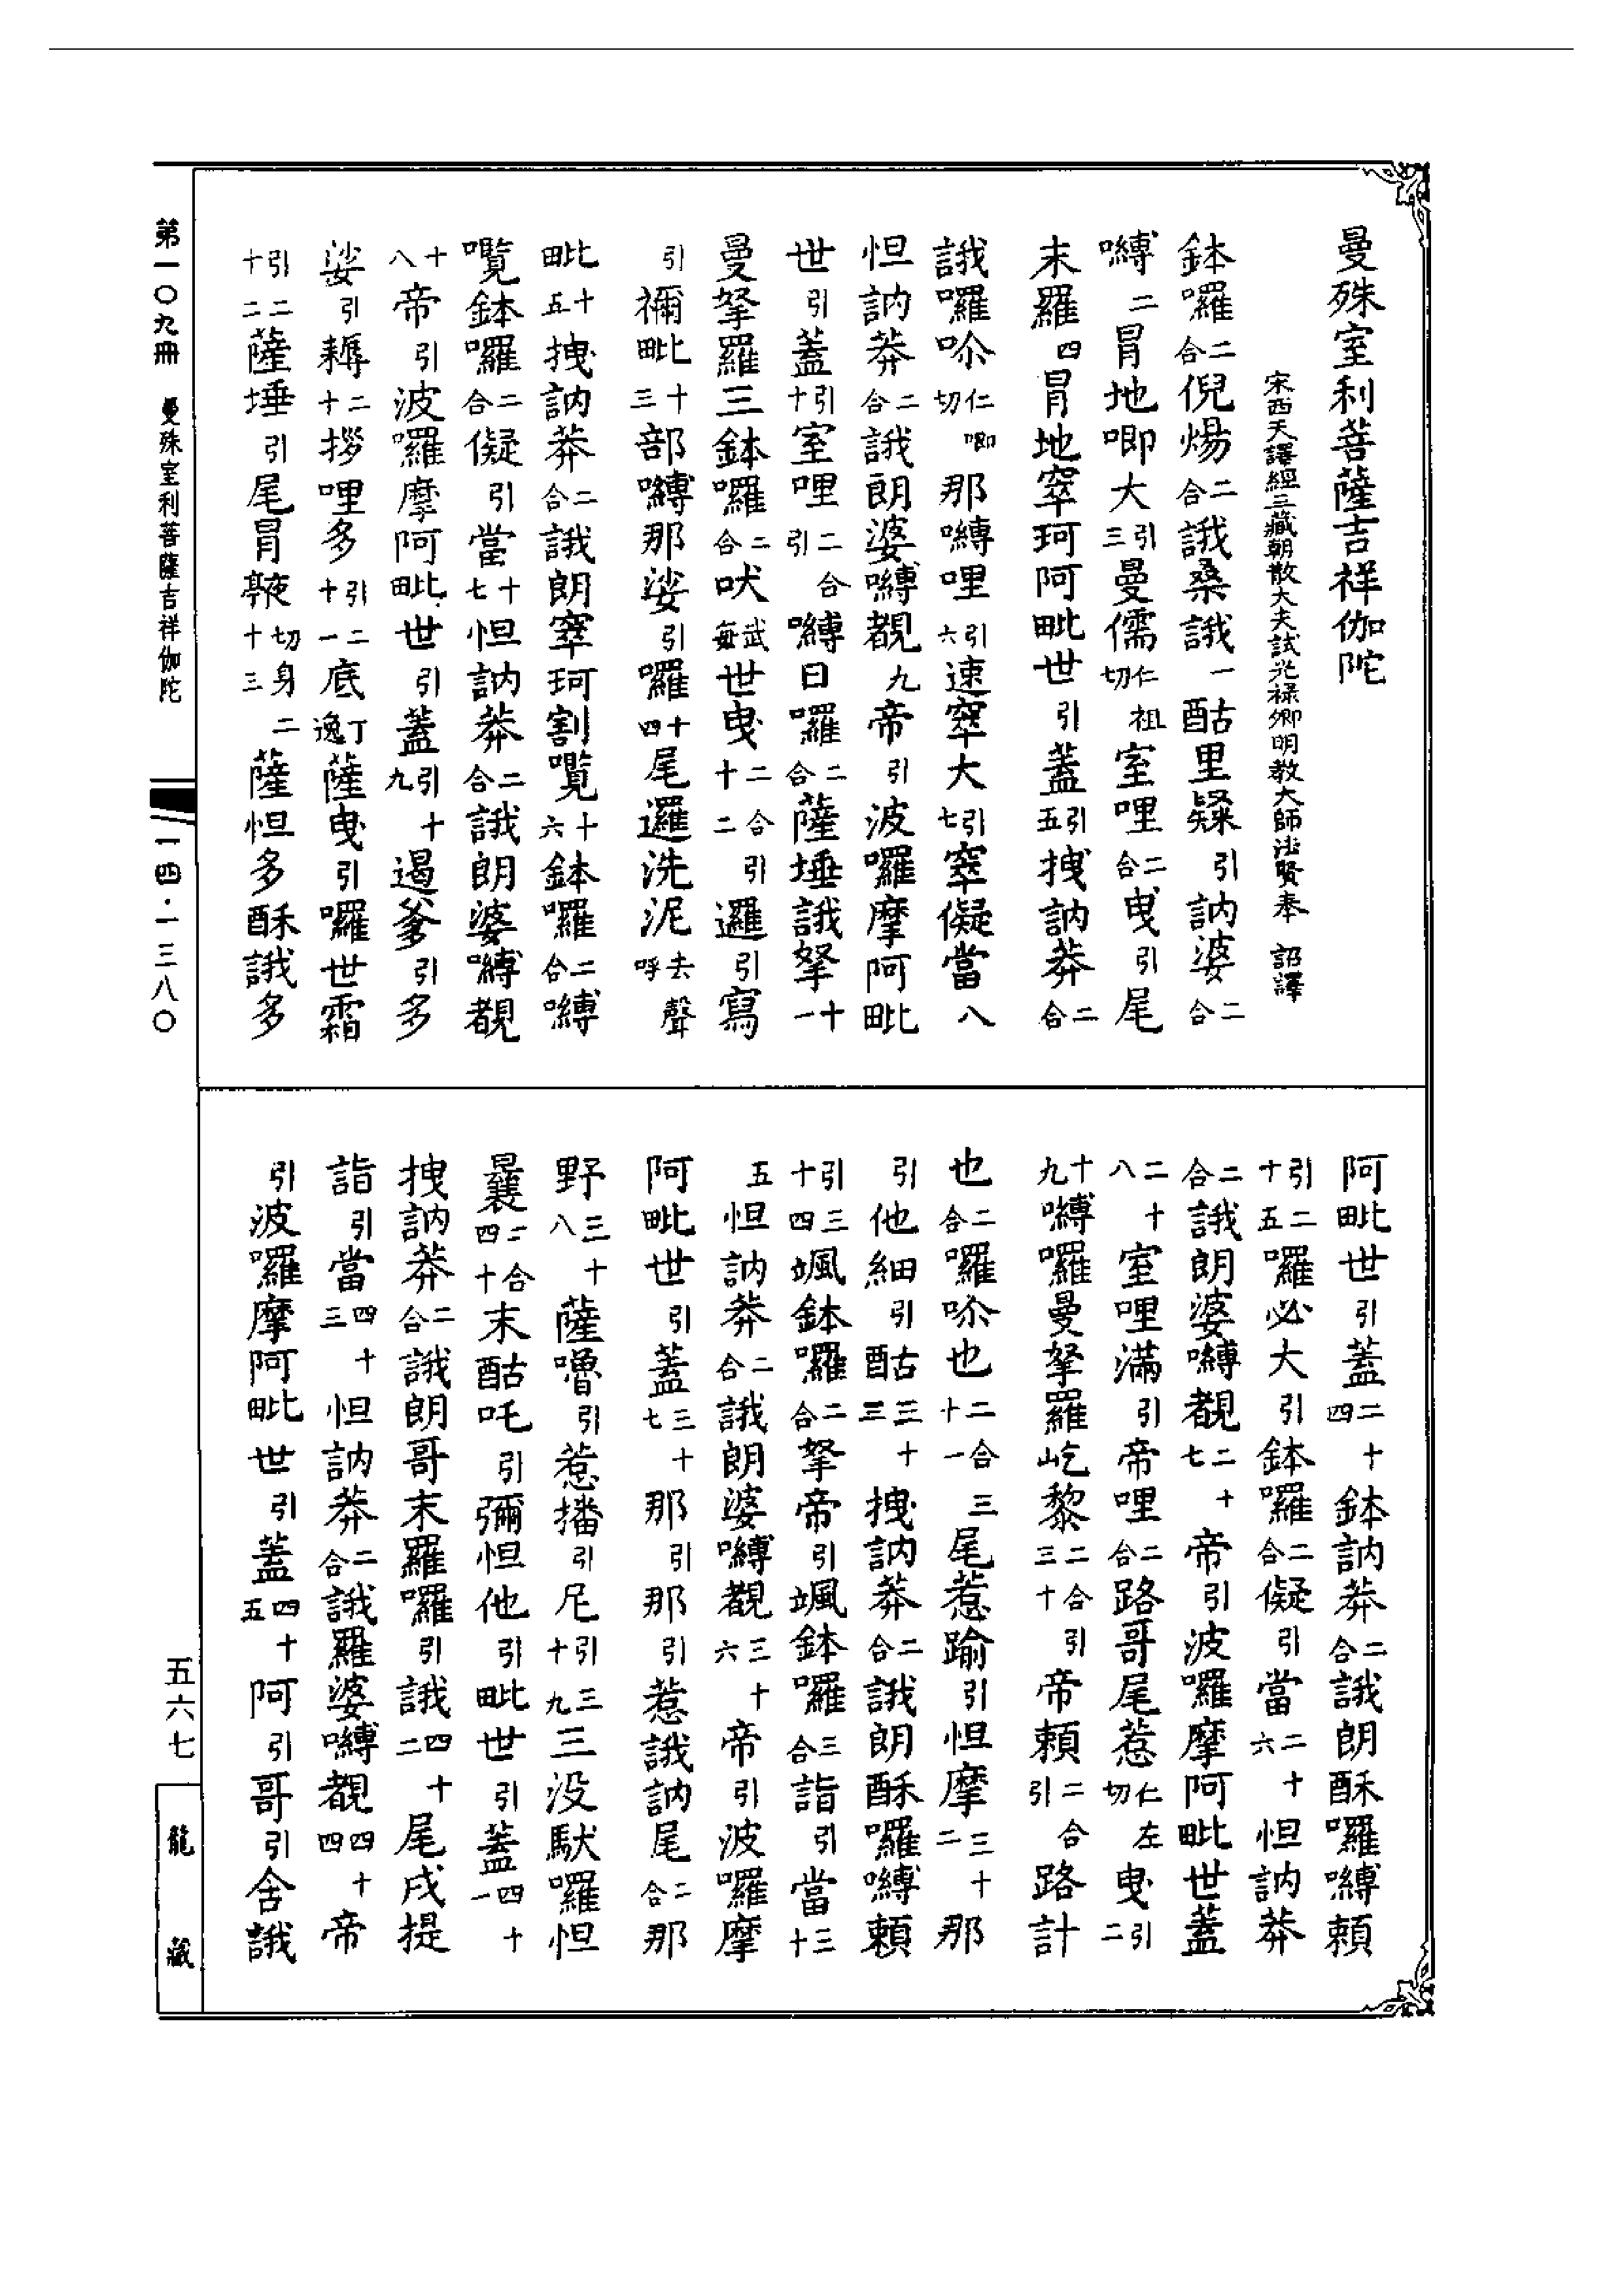 曼殊室利菩薩吉祥伽陀
宋西天譯經三藏朝散大夫試光祿卿明教大師法賢奉 詔譯
鉢囉二合倪煬二合誐桑誐一酤里騃引訥婆二合
嚩二冐地唧大引三曼儒仁祖切室哩二合曳引尾
末羅四冐地窣珂阿毗世引蓋引五拽訥莽二合
誐囉吤仁唧切那嚩哩引六速窣大引七窣儗當八
怛訥莽二合誐朗婆嚩覩九帝引波囉摩阿毗
世引蓋引十室哩二合引嚩日囉二合薩埵誐拏十一
曼拏羅三鉢囉二合吠武每世曳二合十二引邏引寫
引禰毗十三部嚩那娑引囉十四尾邏洗泥去聲呼
毗十五拽訥莽二合誐朗窣珂割嚂十六鉢囉二合嚩
嚂鉢囉二合儗引當十七怛訥莽二合誐朗婆嚩覩
十八帝引波囉摩阿毗世引蓋引十九遏爹引多
娑引耨二十拶哩多引二十一底丁逸薩曳引囉世霜
引二十二薩埵引尾冐㝹切身二十三薩怛多酥誐多
阿毗世引蓋二十四鉢訥莽二合誐朗酥囉嚩頼
引二十五囉必大引鉢囉二合儗引當二十六怛訥莽
二合誐朗婆嚩覩二十七帝引波囉摩阿毗世蓋
二十八室哩滿引帝哩二合路哥尾惹仁左切曳引二
十九嚩囉曼拏羅屹黎二合三十引帝頼二合引路計
也二合囉吤也二合三十一尾惹踰引怛摩三十二那
引他細引酤三十三拽訥莽二合誐朗酥囉嚩頼
引三十四颯鉢囉二合拏帝引颯鉢囉三合詣引當三十
五怛訥莽二合誐朗婆嚩覩三十六帝引波囉摩
阿毗世引蓋三十七那引那引惹誐訥尾二合那
野三十八薩噜引惹播引尼引三十九三没馱囉怛
曩二合四十末酤吒引彌怛他引毗世引蓋四十一
拽訥莽二合誐朗哥末羅囉引誐四十二尾戍提
詣引當四十三怛訥莽二合誐羅婆嚩覩四十四帝
引波囉摩阿毗世引蓋四十五阿引哥引舍誐
第一〇九冊 曼殊室利菩薩吉祥伽陀
一四·一三八〇
五六七
龍藏